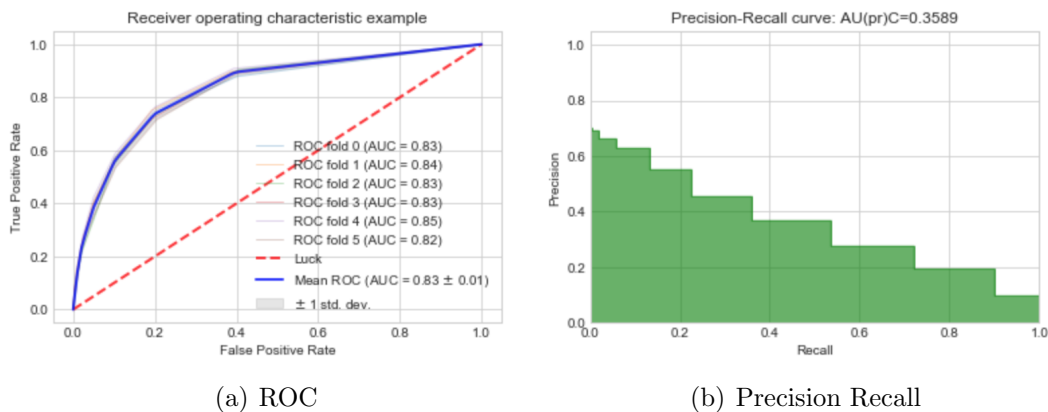 Receiver operating characteristic example
True Positive Rate
1.0
0.8
0.6
0.4
0.2
0.0
ROC fold 0 (AUC = 0.83)
ROC fold 1 (AUC = 0.84)
ROC fold 2 (AUC = 0.83)
ROC fold 3 (AUC = 0.83)
ROC fold 4 (AUC = 0.85)
ROC fold 5 (AUC = 0.82)
Luck
Mean ROC (AUC = 0.83 ± 0.01)
± 1 std. dev.
0.0 0.2 0.4 0.6 0.8 1.0
False Positive Rate
(a) ROC
Precision-Recall curve: AU(pr)C=0.3589
Precision
1.0
0.8
0.6
0.4
0.2
0.0
0.0 0.2 0.4 0.6 0.8 1.0
Recall
(b) Precision Recall